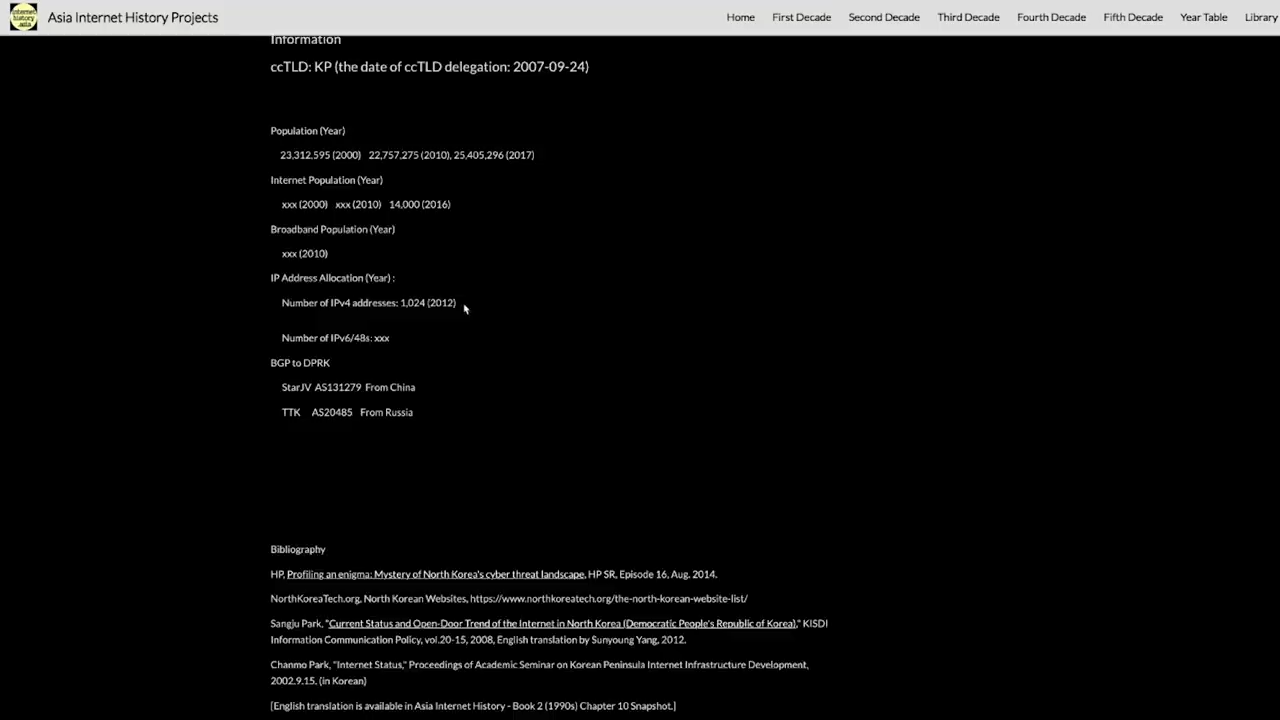 internet history .asia
Asia Internet History Projects
Home First Decade Second Decade Third Decade Fourth Decade Fifth Decade Year Table Library
Information
ccTLD: KP (the date of ccTLD delegation: 2007-09-24)
Population (Year)
23,312,595 (2000) 22,757,275 (2010), 25,405,296 (2017)
Internet Population (Year)
xxx (2000) xxx (2010) 14,000 (2016)
Broadband Population (Year)
xxx (2010)
IP Address Allocation (Year) :
Number of IPv4 addresses: 1,024 (2012)
Number of IPv6/48s: xxx
BGP to DPRK
StarJV AS131279 From China
TTK AS20485 From Russia
Bibliography
HP, Profiling an enigma: Mystery of North Korea's cyber threat landscape, HP SR, Episode 16, Aug. 2014.
NorthKoreaTech.org, North Korean Websites, https://www.northkoreatech.org/the-north-korean-website-list/
Sangju Park, "Current Status and Open-Door Trend of the Internet in North Korea (Democratic People's Republic of Korea)," KISDI
Information Communication Policy, vol.20-15, 2008, English translation by Sunyoung Yang, 2012.
Chanmo Park, "Internet Status," Proceedings of Academic Seminar on Korean Peninsula Internet Infrastructure Development,
2002.9.15. (in Korean)
[English translation is available in Asia Internet History - Book 2 (1990s) Chapter 10 Snapshot.]